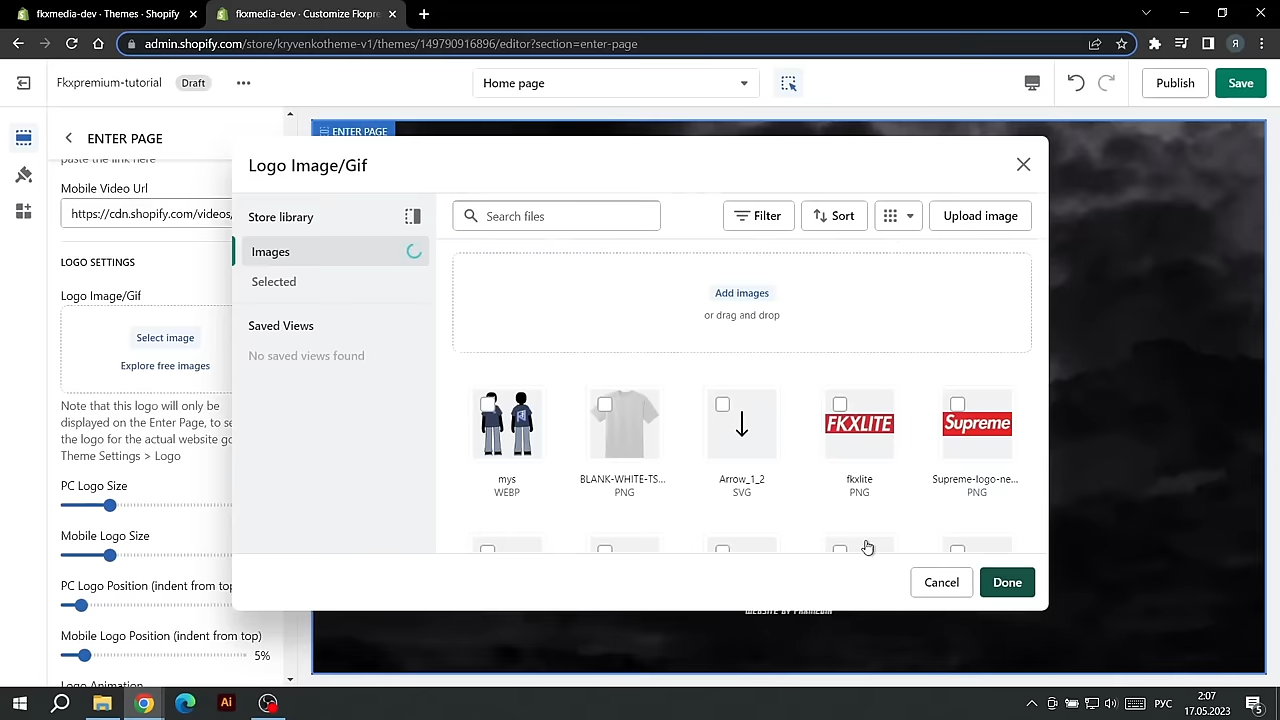 flxmedia-dev - Themes · Shopify
flxmedia-dev - Customize Flxpre
admin.shopify.com/store/kryvenkotheme-v1/themes/149790916896/editor?section=enter-page
Я
Fkxpremium-tutorial
Draft
Home page
Publish
Save
ENTER PAGE
ENTER PAGE
paste the link here
Mobile Video Url
https://cdn.shopify.com/videos,
LOGO SETTINGS
Logo Image/Gif
Select image
Explore free images
Note that this logo will only be
displayed on the Enter Page, to se
the logo for the actual website go
Theme Settings > Logo
PC Logo Size
Mobile Logo Size
PC Logo Position (indent from top
Mobile Logo Position (indent from top)
5%
Logo Animation
Logo Image/Gif
Store library
Images
Selected
Saved Views
No saved views found
Search files
Filter
Sort
Upload image
Add images
or drag and drop
FKXLITE
Supreme
mys
WEBP
BLANK-WHITE-TS...
PNG
Arrow_1_2
SVG
fkxlite
PNG
Supreme-logo-ne...
PNG
Cancel
Done
Ai
РУС
2:07
17.05.2023
5